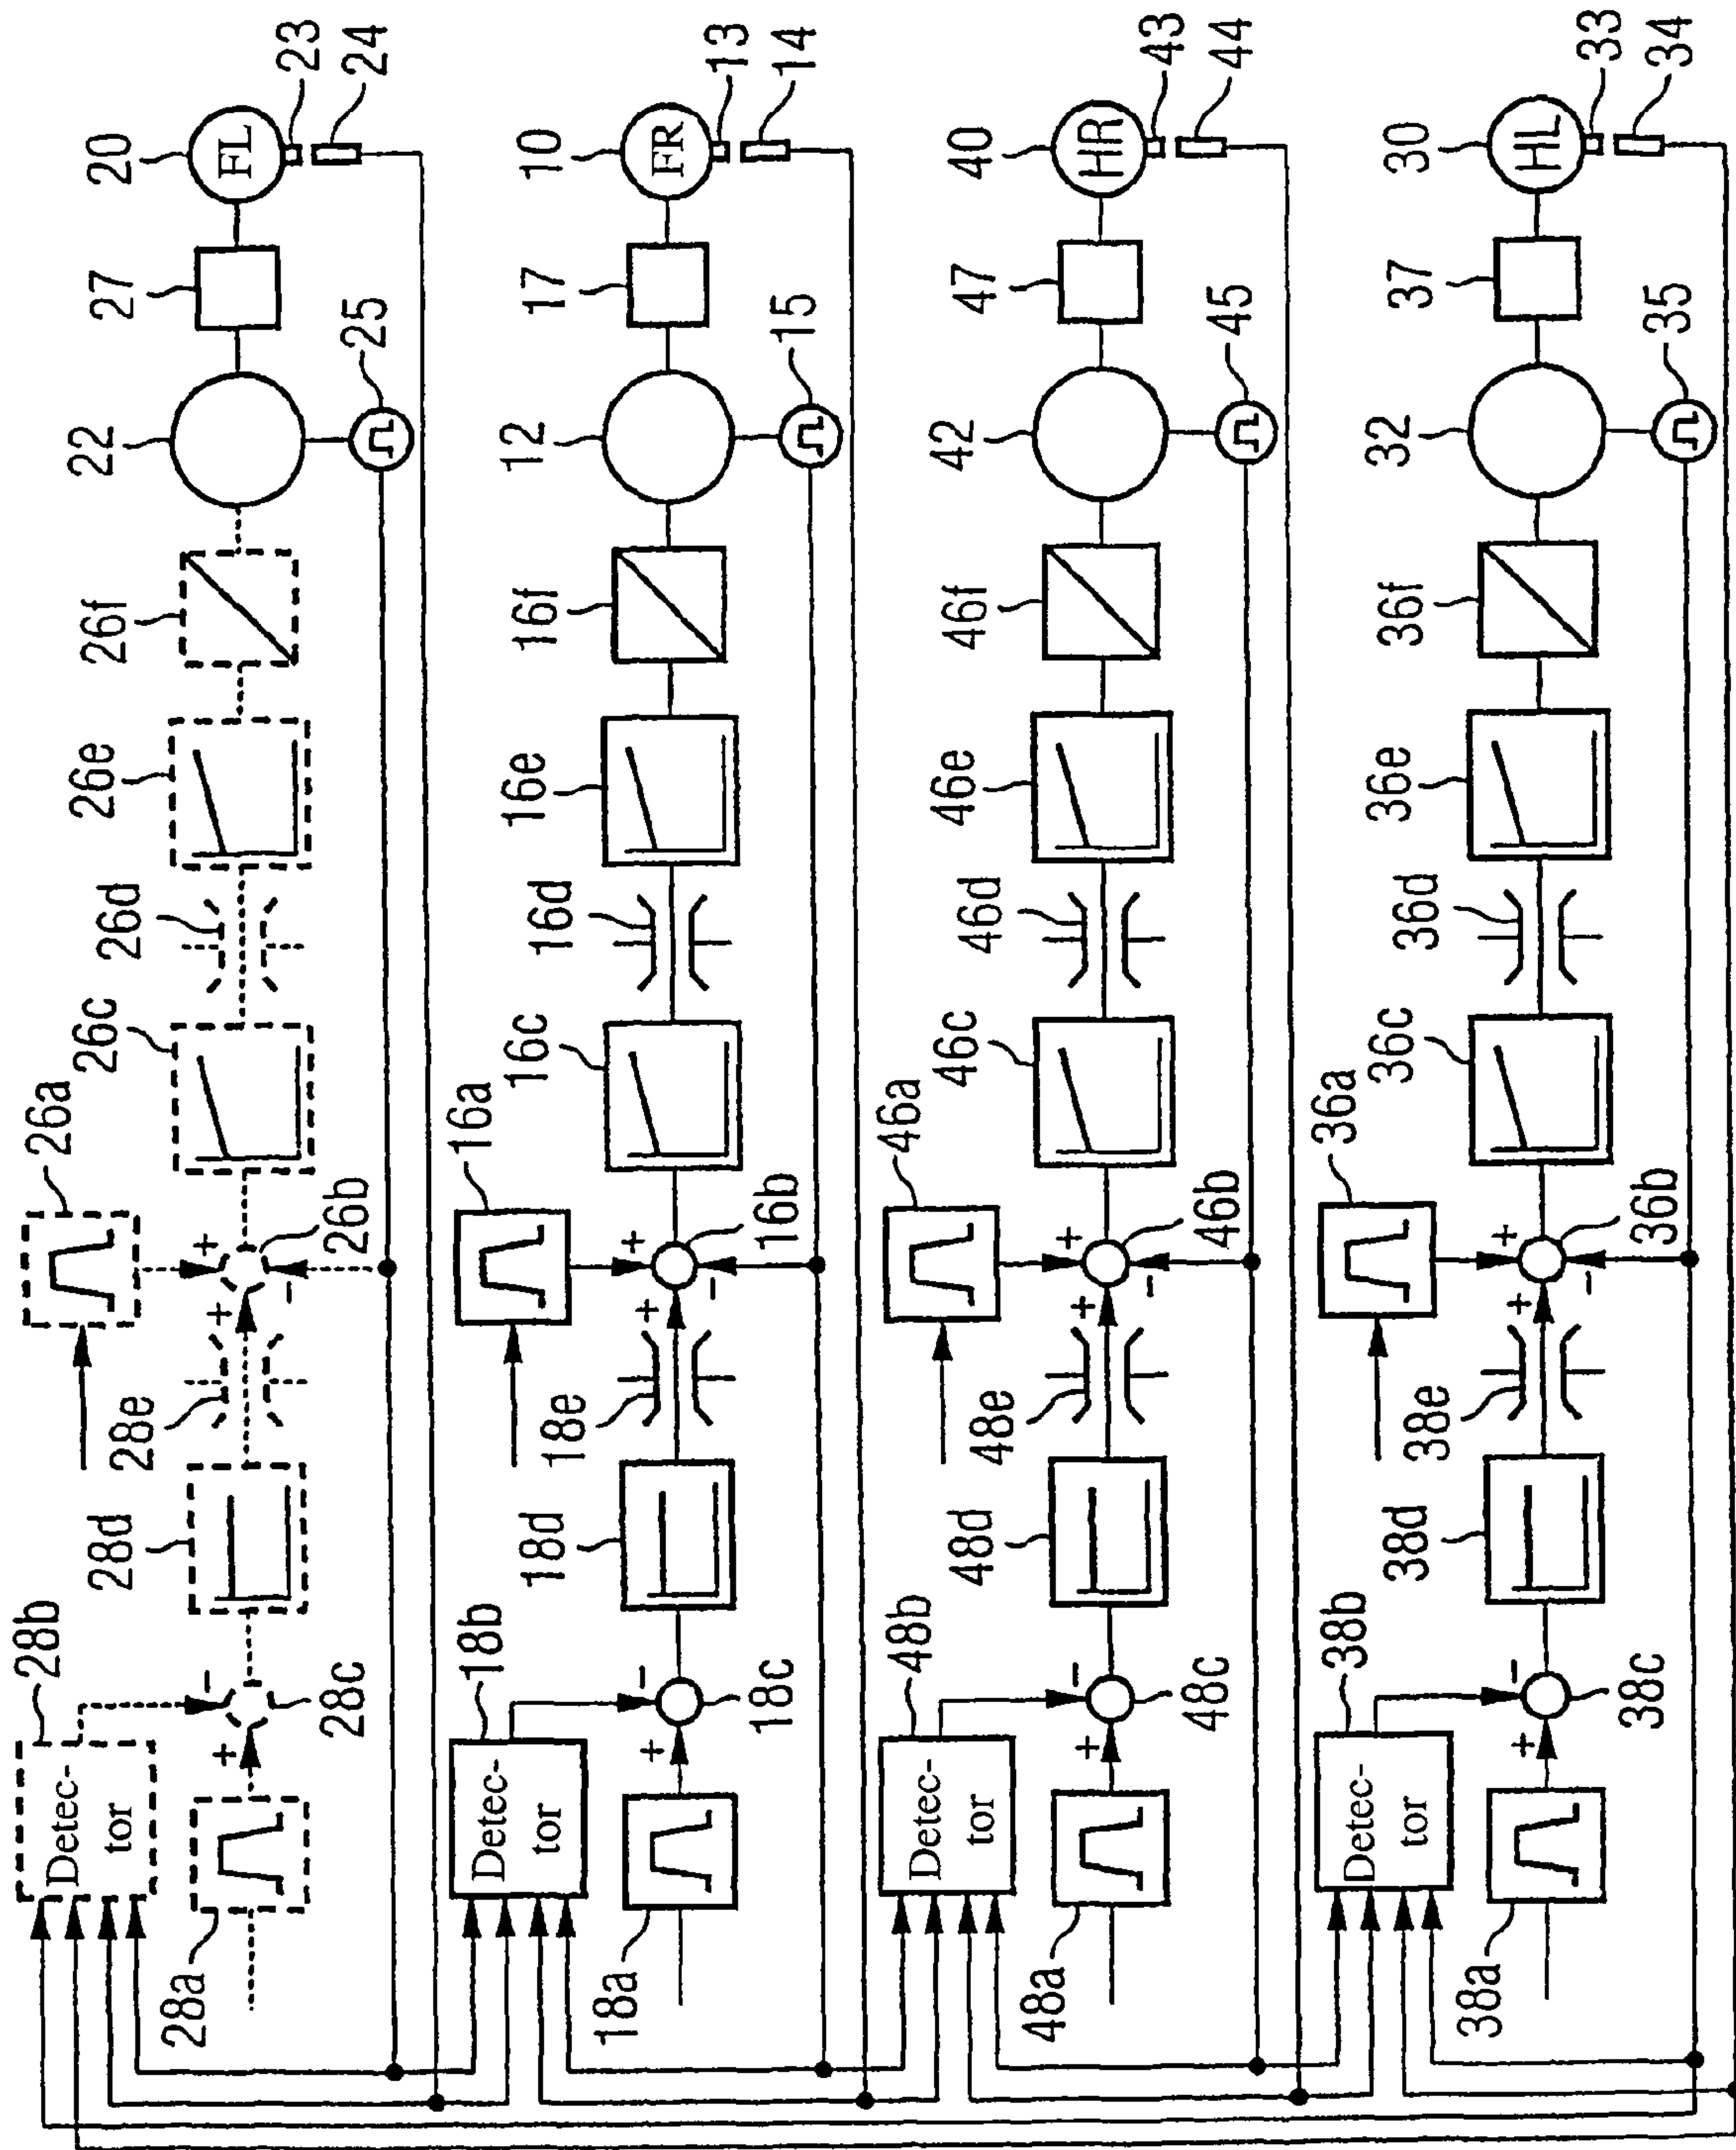 28b
26a
Detec-
tor
28a
28c
28d
28e
26b
26c
26d
26e
26f
22
25
27
20
FL
23
24
+
-
+
+
-
18b
16a
Detec-
tor
18a
18c
18d
18e
16b
16c
16d
16e
16f
12
15
17
10
FR
13
14
+
-
+
+
-
48b
46a
Detec-
tor
48a
48c
48d
48e
46b
46c
46d
46e
46f
42
45
47
40
HR
43
44
+
-
+
+
-
38b
36a
Detec-
tor
38a
38c
38d
38e
36b
36c
36d
36e
36f
32
35
37
30
HL
33
34
+
-
+
+
-